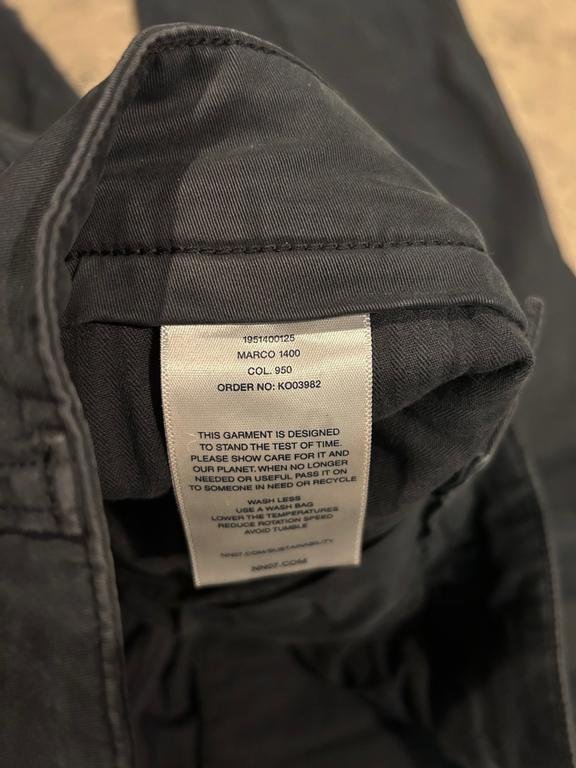 1951400125
MARCO 1400
COL. 950
ORDER NO: KO03982
THIS GARMENT IS DESIGNED
TO STAND THE TEST OF TIME.
PLEASE SHOW CARE FOR IT AND
OUR PLANET. WHEN NO LONGER
NEEDED OR USEFUL PASS IT ON
TO SOMEONE IN NEED OR RECYCLE
WASH LESS
USE A WASH BAG
LOWER THE TEMPERATURES
REDUCE ROTATION SPEED
AVOID TUMBLE
NN07.COM/SUSTAINABILITY
NN07.COM